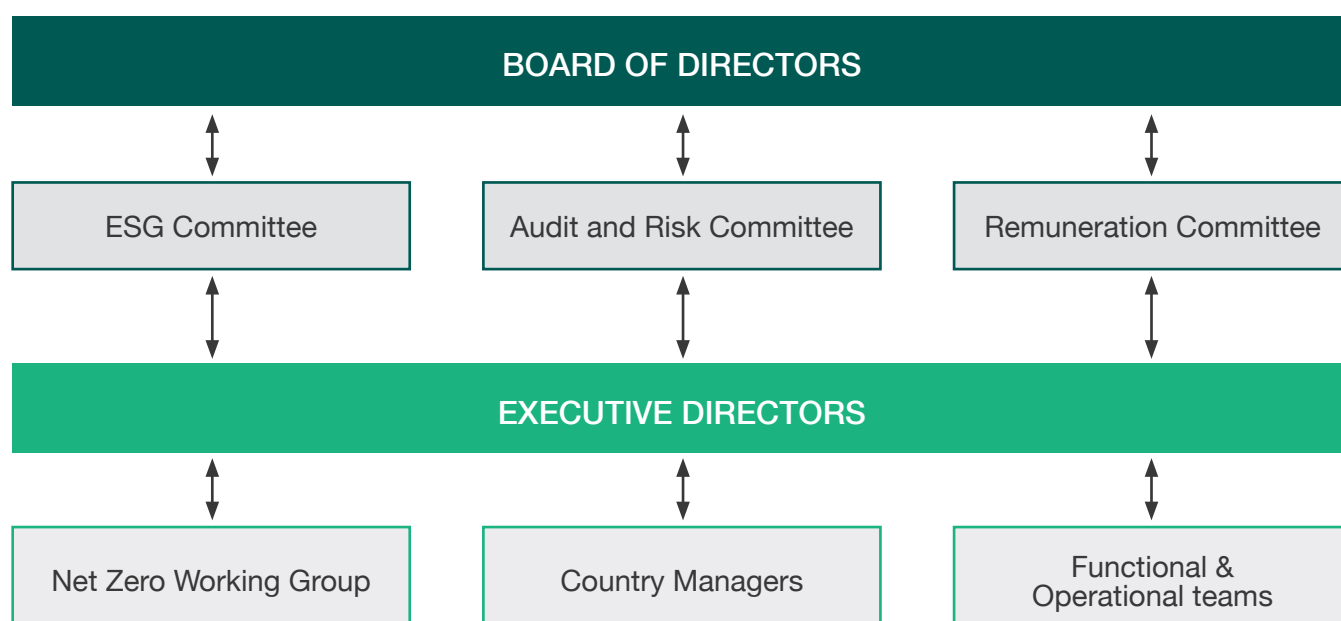 BOARD OF DIRECTORS
ESG Committee
Audit and Risk Committee
Remuneration Committee
EXECUTIVE DIRECTORS
Net Zero Working Group
Country Managers
Functional &
Operational teams